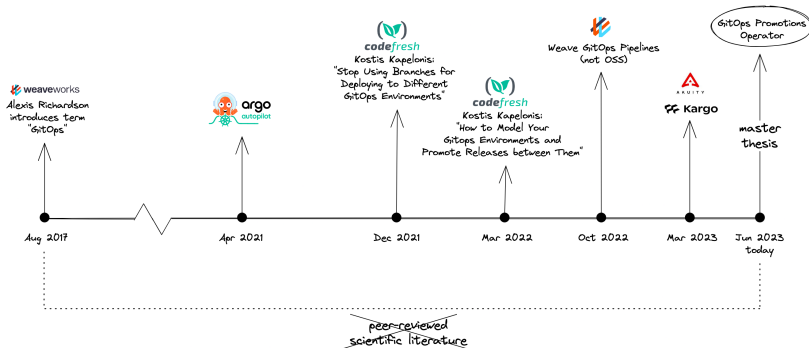 weaveworks
Alexis Richardson
introduces term
"GitOps"
argo
autopilot
codefresh
Kostis Kapelonis:
"Stop Using Branches for
Deploying to Different
GitOps Environments"
codefresh
Kostis Kapelonis:
"How to Model Your
Gitops Environments and
Promote Releases between Them"
Weave GitOps Pipelines
(not OSS)
AKUITY
Kargo
GitOps Promotions
Operator
master
thesis
Aug 2017
Apr 2021
Dec 2021
Mar 2022
Oct 2022
Mar 2023
Jun 2023
today
peer-reviewed
scientific literature